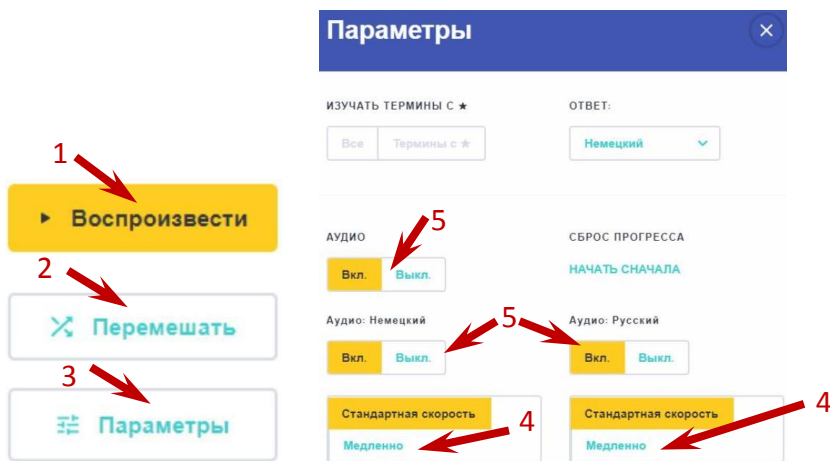 1
Воспроизвести
2
Перемешать
3
Параметры
Параметры
ИЗУЧАТЬ ТЕРМИНЫ С ★
ОТВЕТ:
Все Термины с ★
Немецкий
5
АУДИО
СБРОС ПРОГРЕССА
Вкл. Выкл.
НАЧАТЬ СНАЧАЛА
5
Аудио: Немецкий
Аудио: Русский
Вкл. Выкл.
Вкл. Выкл.
Стандартная скорость
Стандартная скорость
4
4
Медленно
Медленно